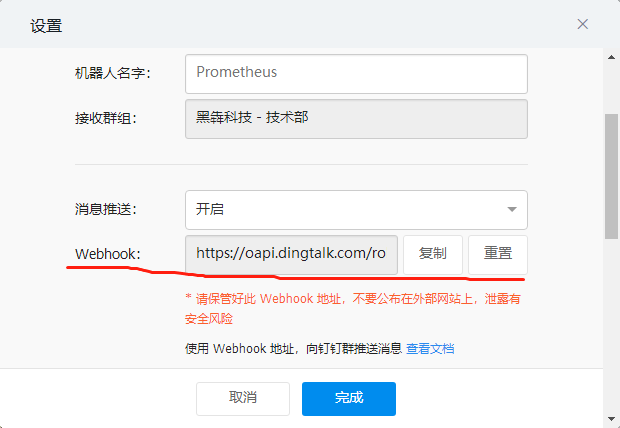 设置
机器人名字： Prometheus
接收群组： 黑犇科技 - 技术部
消息推送： 开启
Webhook： https://oapi.dingtalk.com/ro 复制 重置
* 请保管好此 Webhook 地址，不要公布在外部网站上，泄露有
安全风险
使用 Webhook 地址，向钉钉群推送消息 查看文档
取消 完成